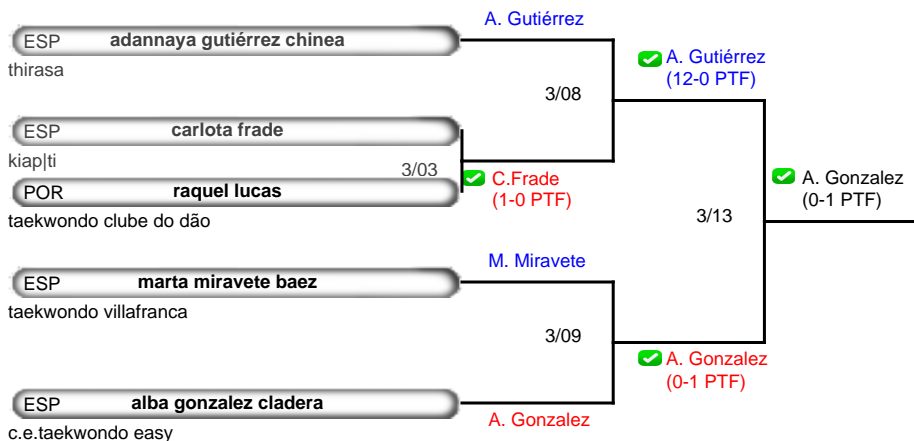 A. Gutiérrez
ESP adannaya gutiérrez chinea
thirasa
A. Gutiérrez
(12-0 PTF)
3/08
ESP carlota frade
kiap|ti
3/03
C.Frade
(1-0 PTF)
POR raquel lucas
taekwondo clube do dão
A. Gonzalez
(0-1 PTF)
3/13
M. Miravete
ESP marta miravete baez
taekwondo villafranca
3/09
A. Gonzalez
(0-1 PTF)
ESP alba gonzalez cladera
A. Gonzalez
c.e.taekwondo easy